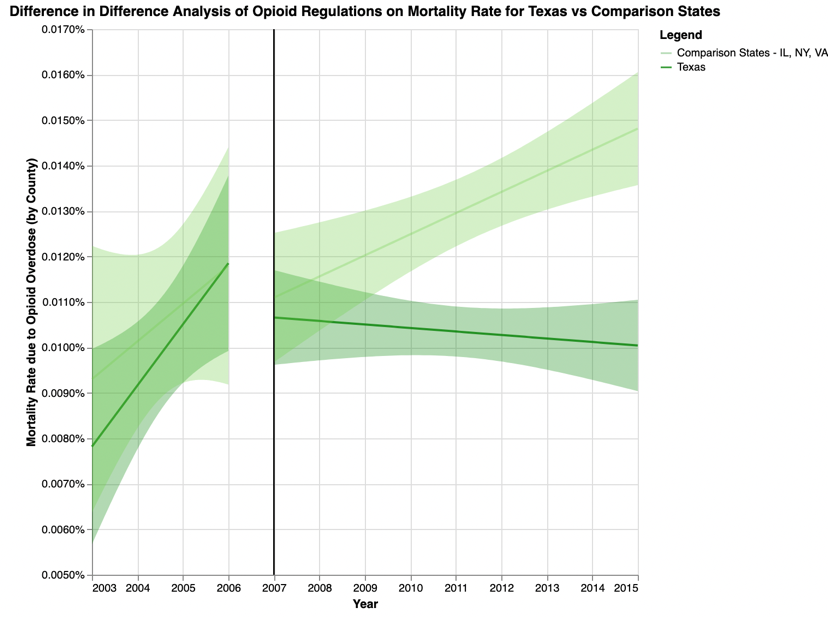 Difference in Difference Analysis of Opioid Regulations on Mortality Rate for Texas vs Comparison States
Legend
Comparison States - IL, NY, VA
Texas
Mortality Rate due to Opioid Overdose (by County)
0.0170%
0.0160%
0.0150%
0.0140%
0.0130%
0.0120%
0.0110%
0.0100%
0.0090%
0.0080%
0.0070%
0.0060%
0.0050%
2003 2004 2005 2006 2007 2008 2009 2010 2011 2012 2013 2014 2015
Year